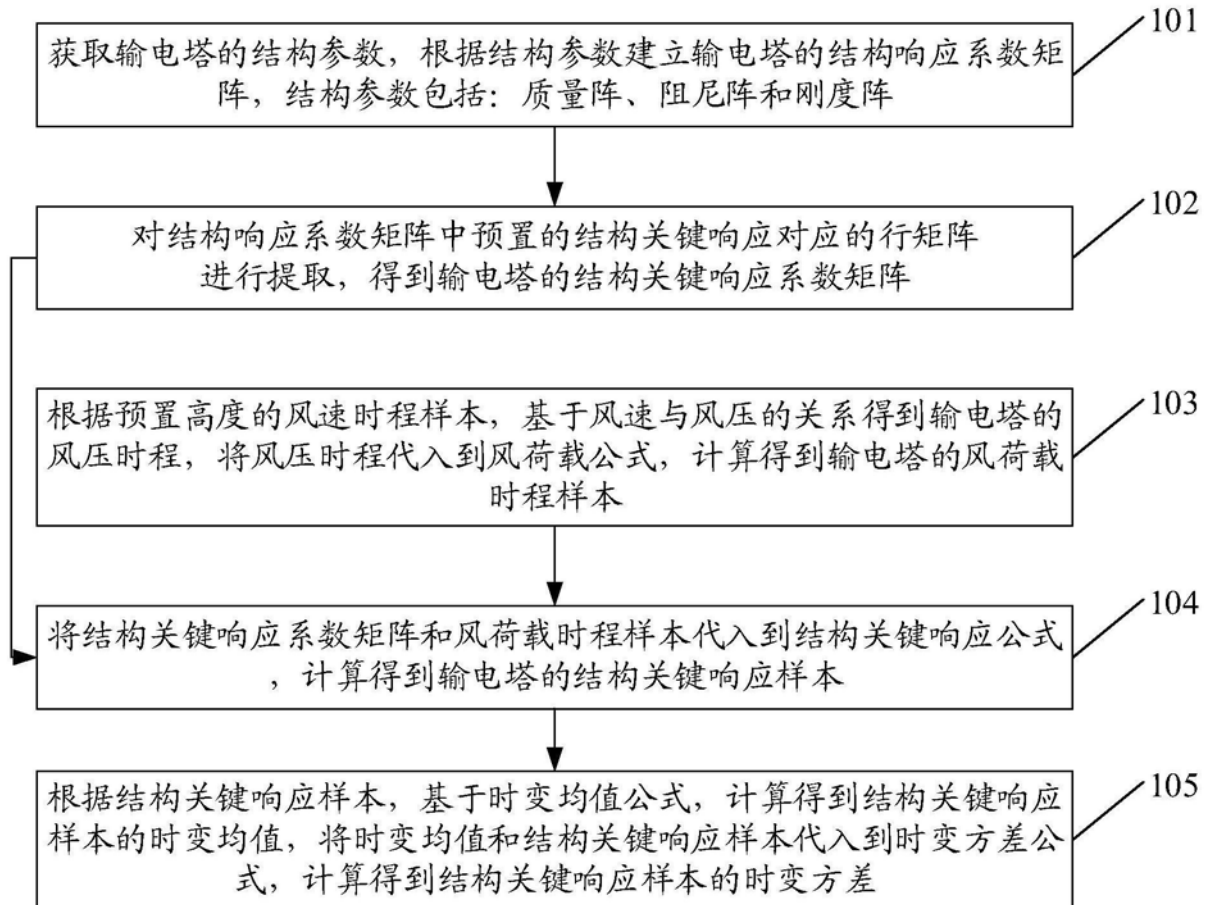 101
获取输电塔的结构参数，根据结构参数建立输电塔的结构响应系数矩
阵，结构参数包括：质量阵、阻尼阵和刚度阵
102
对结构响应系数矩阵中预置的结构关键响应对应的行矩阵
进行提取，得到输电塔的结构关键响应系数矩阵
103
根据预置高度的风速时程样本，基于风速与风压的关系得到输电塔的
风压时程，将风压时程代入到风荷载公式，计算得到输电塔的风荷载
时程样本
104
将结构关键响应系数矩阵和风荷载时程样本代入到结构关键响应公式
，计算得到输电塔的结构关键响应样本
105
根据结构关键响应样本，基于时变均值公式，计算得到结构关键响应
样本的时变均值，将时变均值和结构关键响应样本代入到时变方差公
式，计算得到结构关键响应样本的时变方差